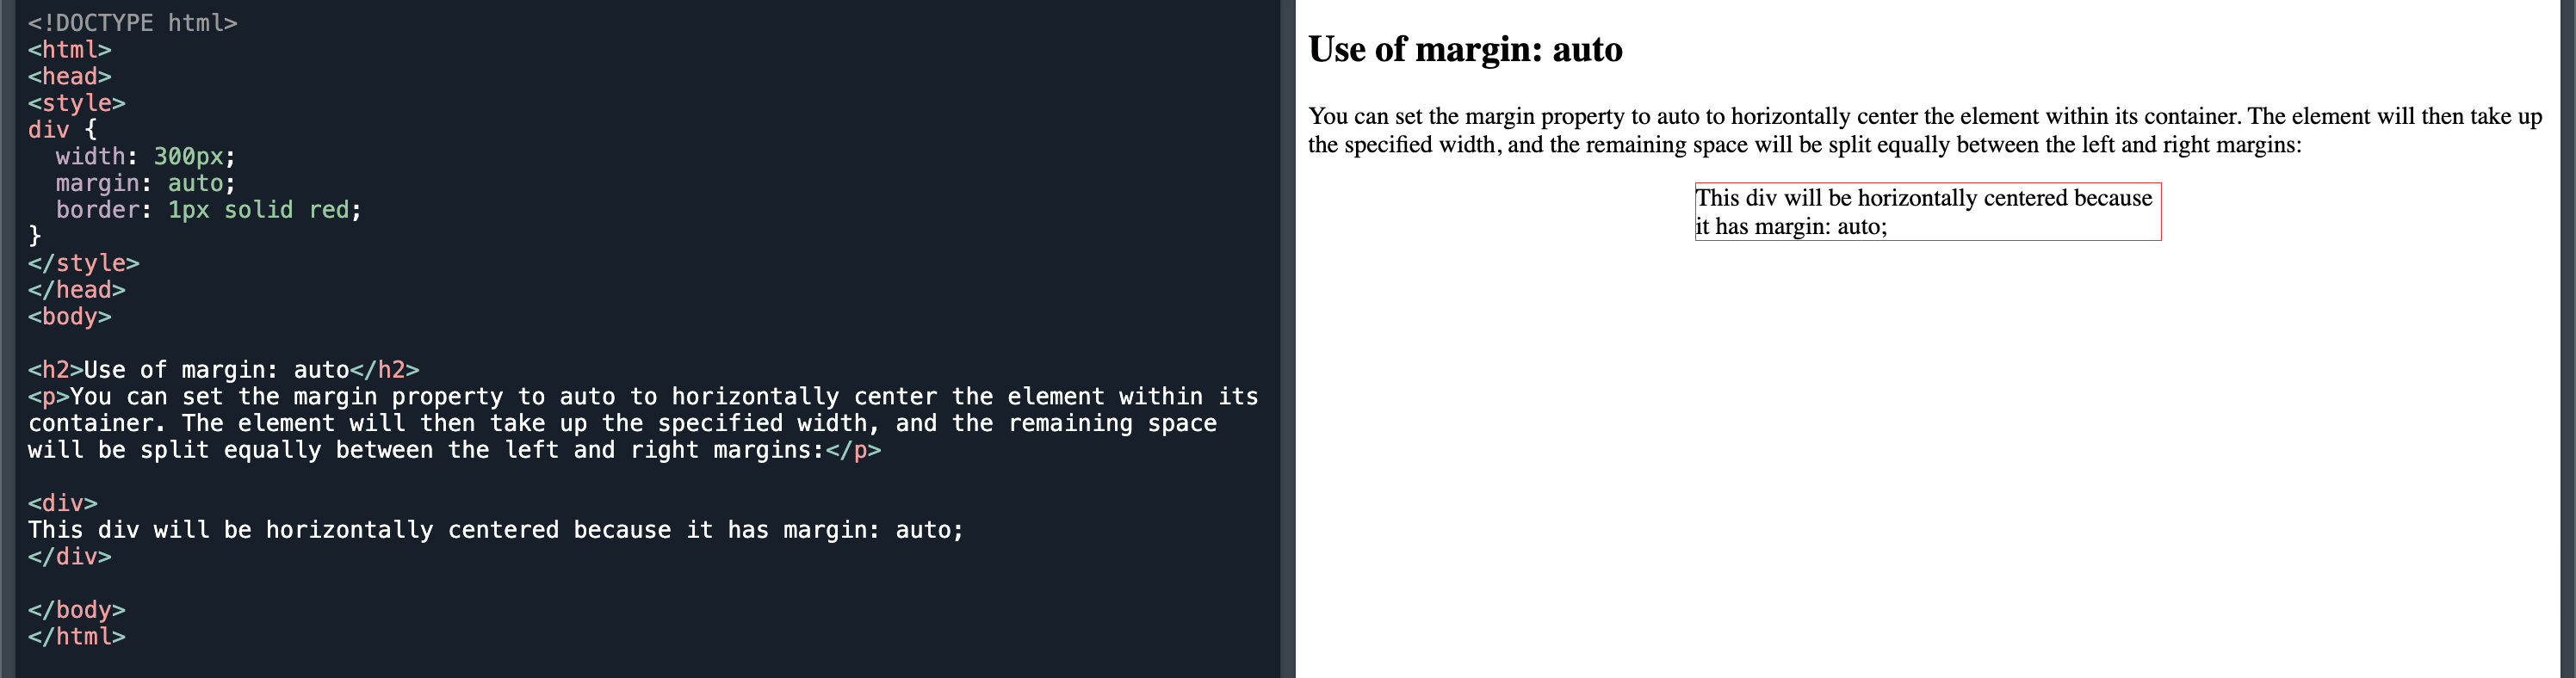 <!DOCTYPE html>
<html>
<head>
<style>
div {
  width: 300px;
  margin: auto;
  border: 1px solid red;
}
</style>
</head>
<body>

<h2>Use of margin: auto</h2>
<p>You can set the margin property to auto to horizontally center the element within its
container. The element will then take up the specified width, and the remaining space
will be split equally between the left and right margins:</p>

<div>
This div will be horizontally centered because it has margin: auto;
</div>

</body>
</html>
Use of margin: auto
You can set the margin property to auto to horizontally center the element within its container. The element will then take up
the specified width, and the remaining space will be split equally between the left and right margins:
This div will be horizontally centered because
it has margin: auto;